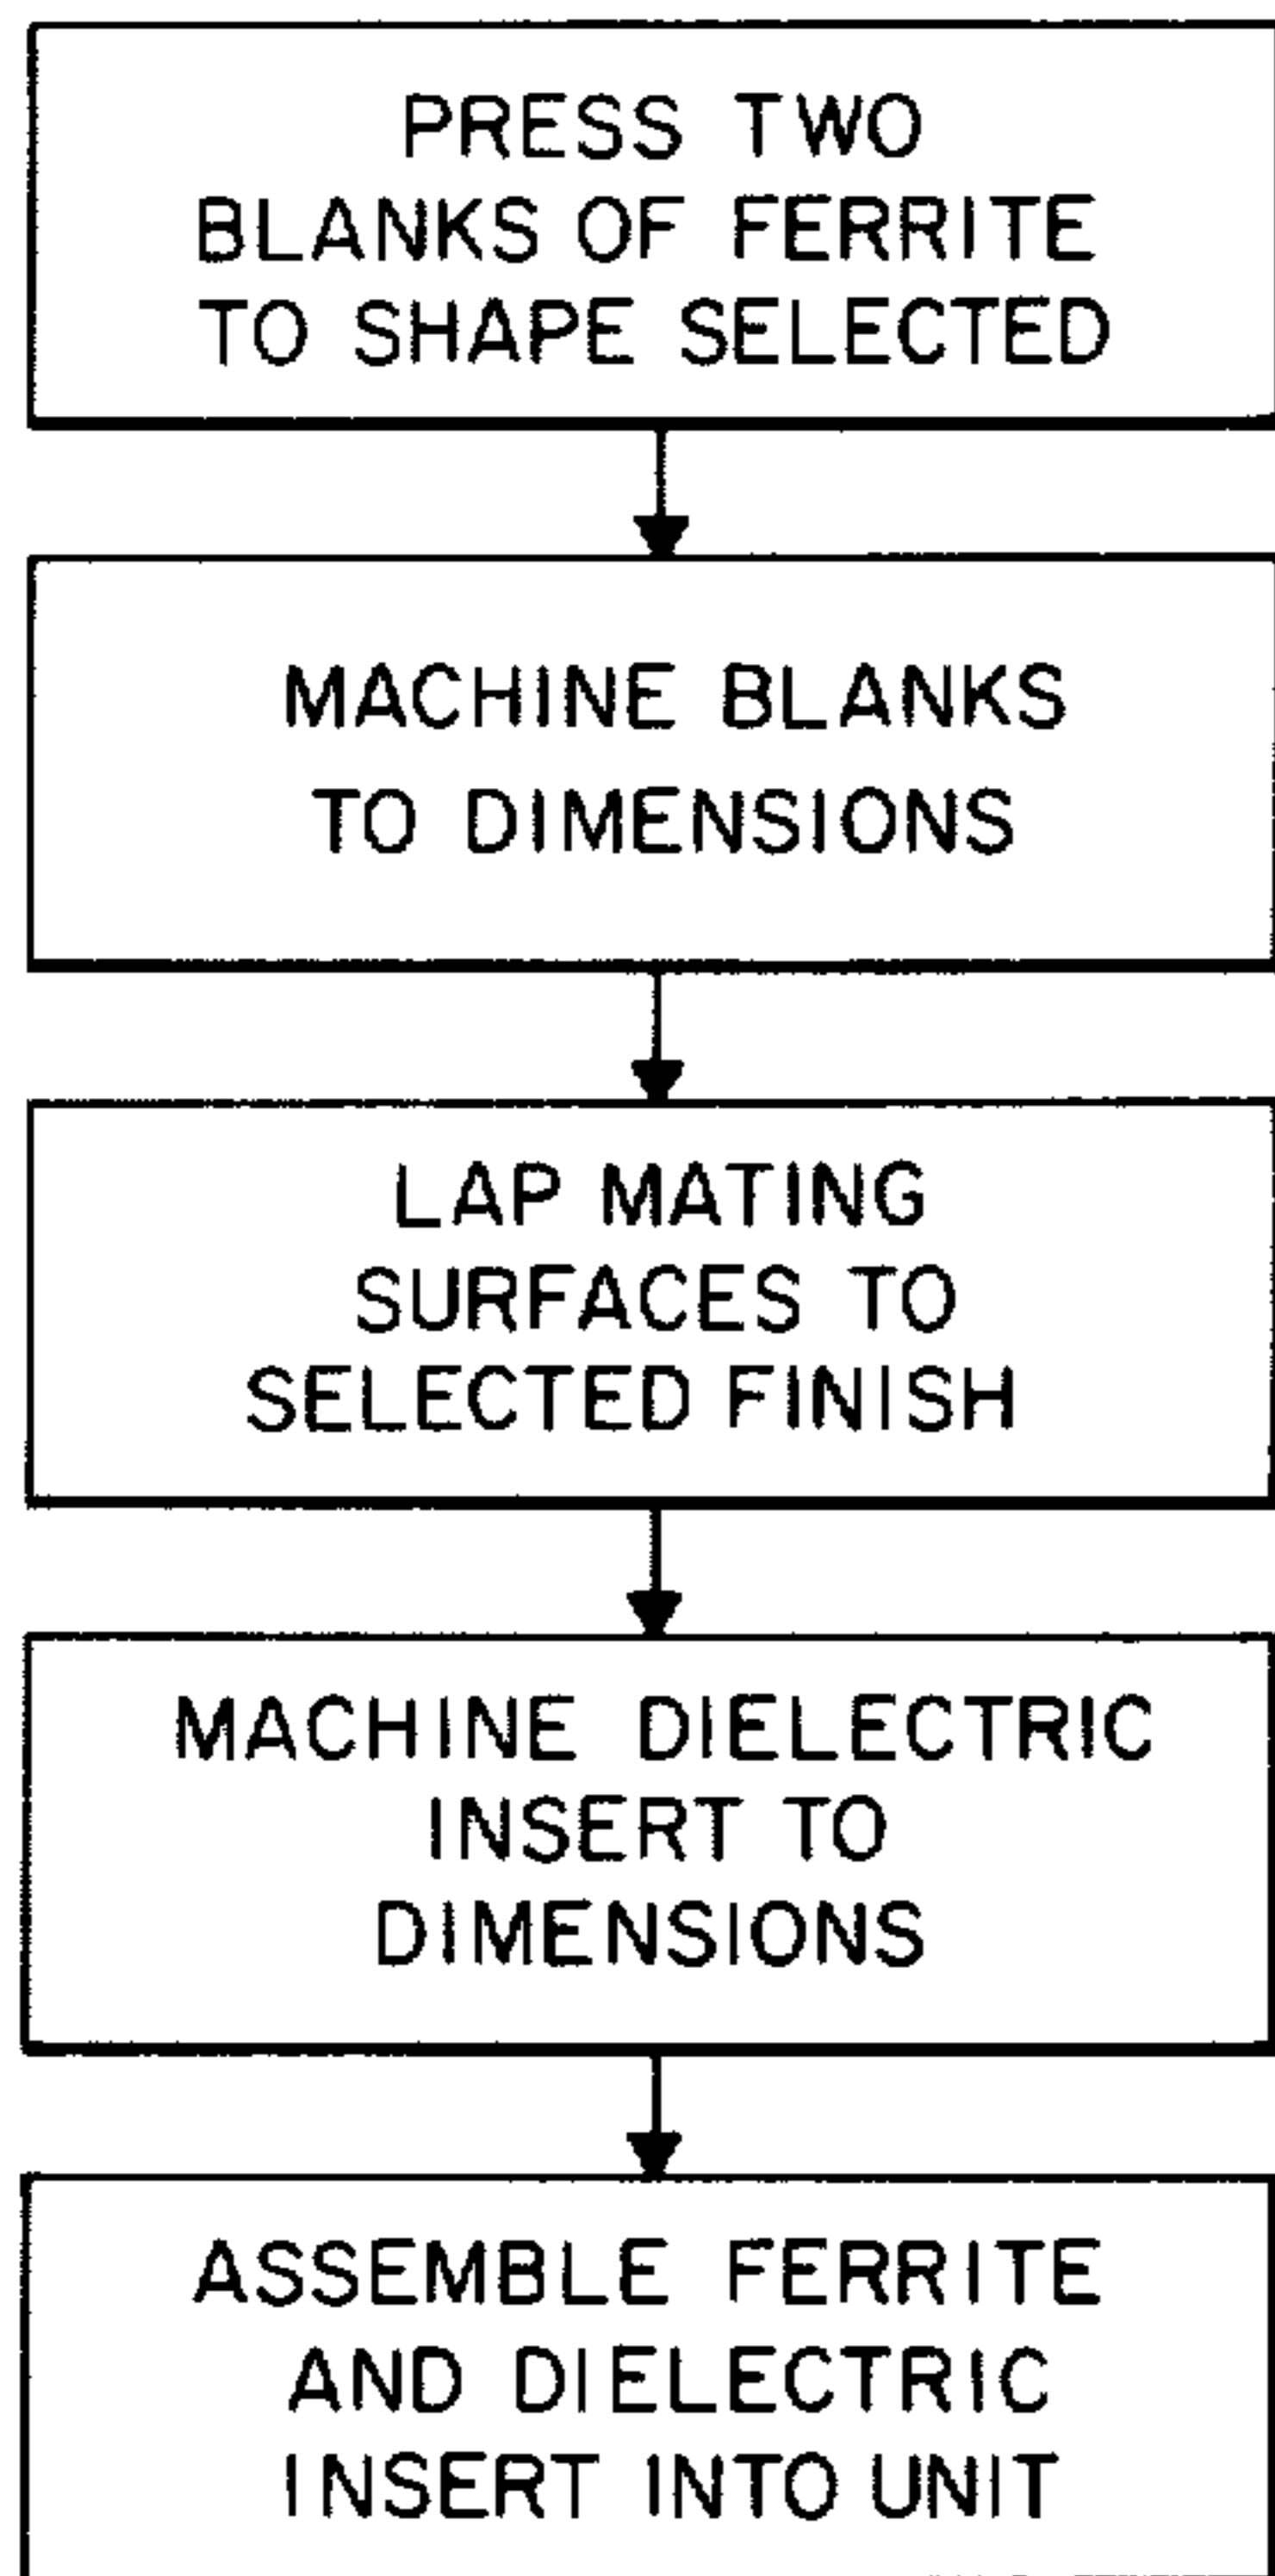 PRESS TWO
BLANKS OF FERRITE
TO SHAPE SELECTED
MACHINE BLANKS
TO DIMENSIONS
LAP MATING
SURFACES TO
SELECTED FINISH
MACHINE DIELECTRIC
INSERT TO
DIMENSIONS
ASSEMBLE FERRITE
AND DIELECTRIC
INSERT INTO UNIT